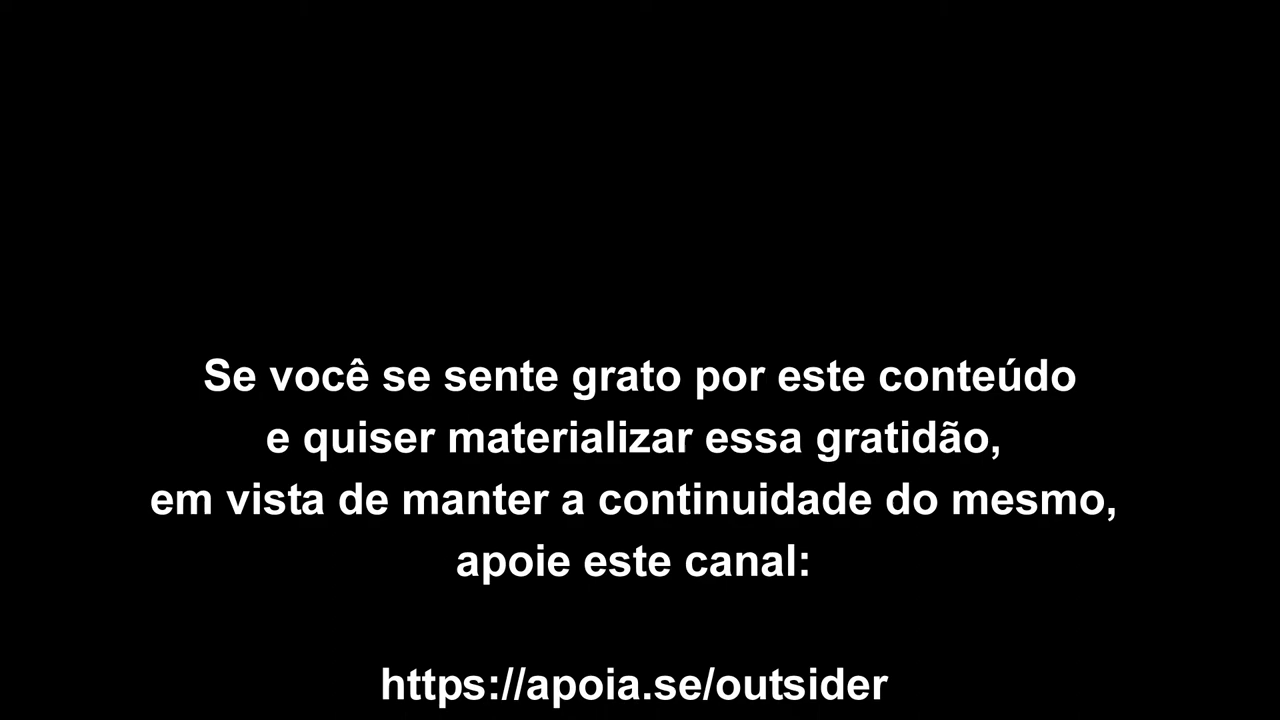 Se você se sente grato por este conteúdo
e quiser materializar essa gratidão,
em vista de manter a continuidade do mesmo,
apoie este canal:
https://apoia.se/outsider